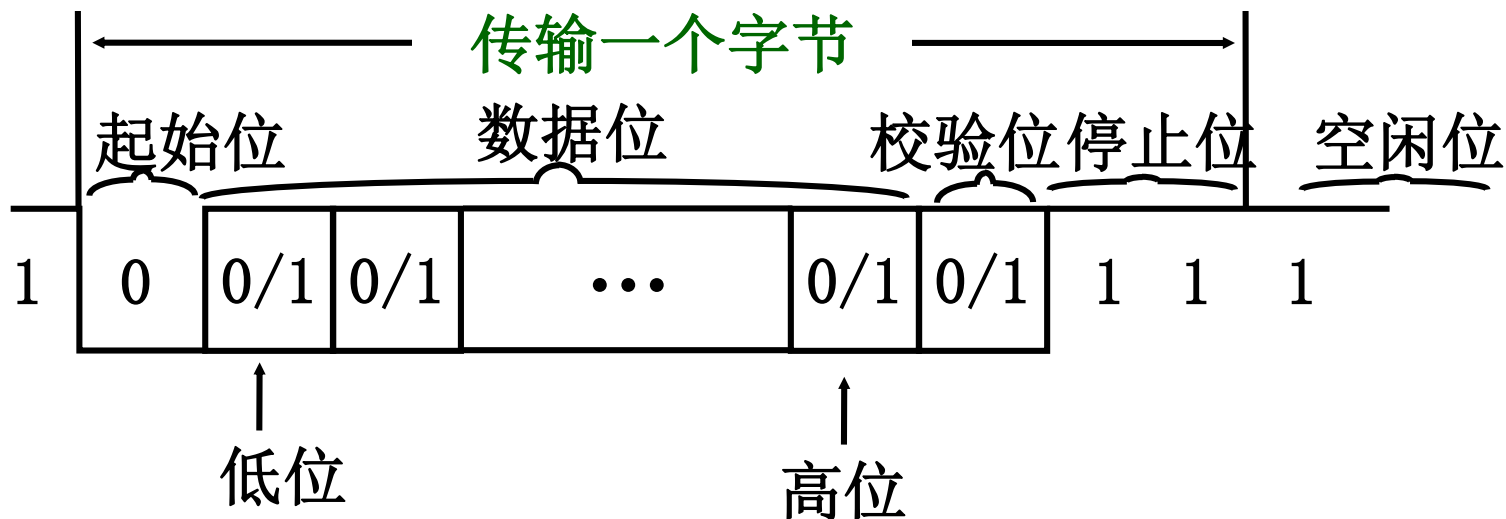 传输一个字节
起始位 数据位 校验位 停止位 空闲位
1 0 0/1 0/1 ••• 0/1 0/1 1 1 1
低位 高位